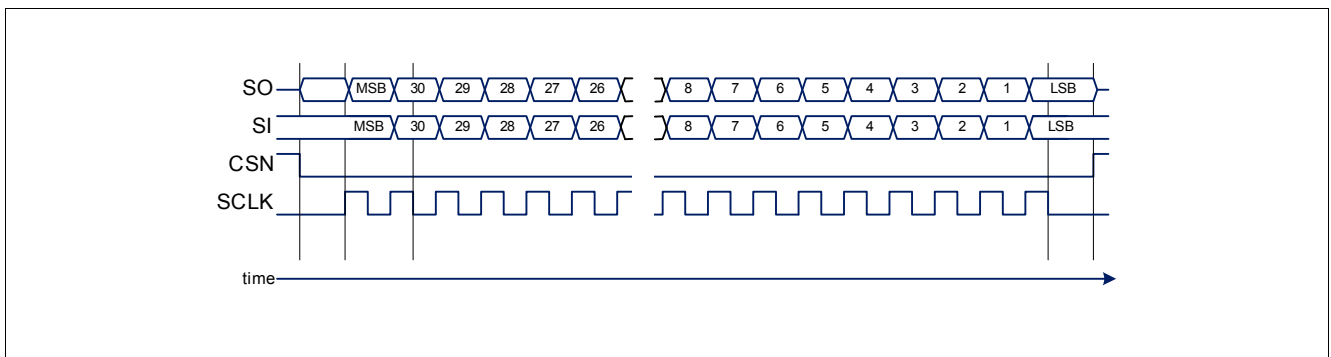 SO MSB 30 29 28 27 26 8 7 6 5 4 3 2 1 LSB
SI MSB 30 29 28 27 26 8 7 6 5 4 3 2 1 LSB
CSN
SCLK
time